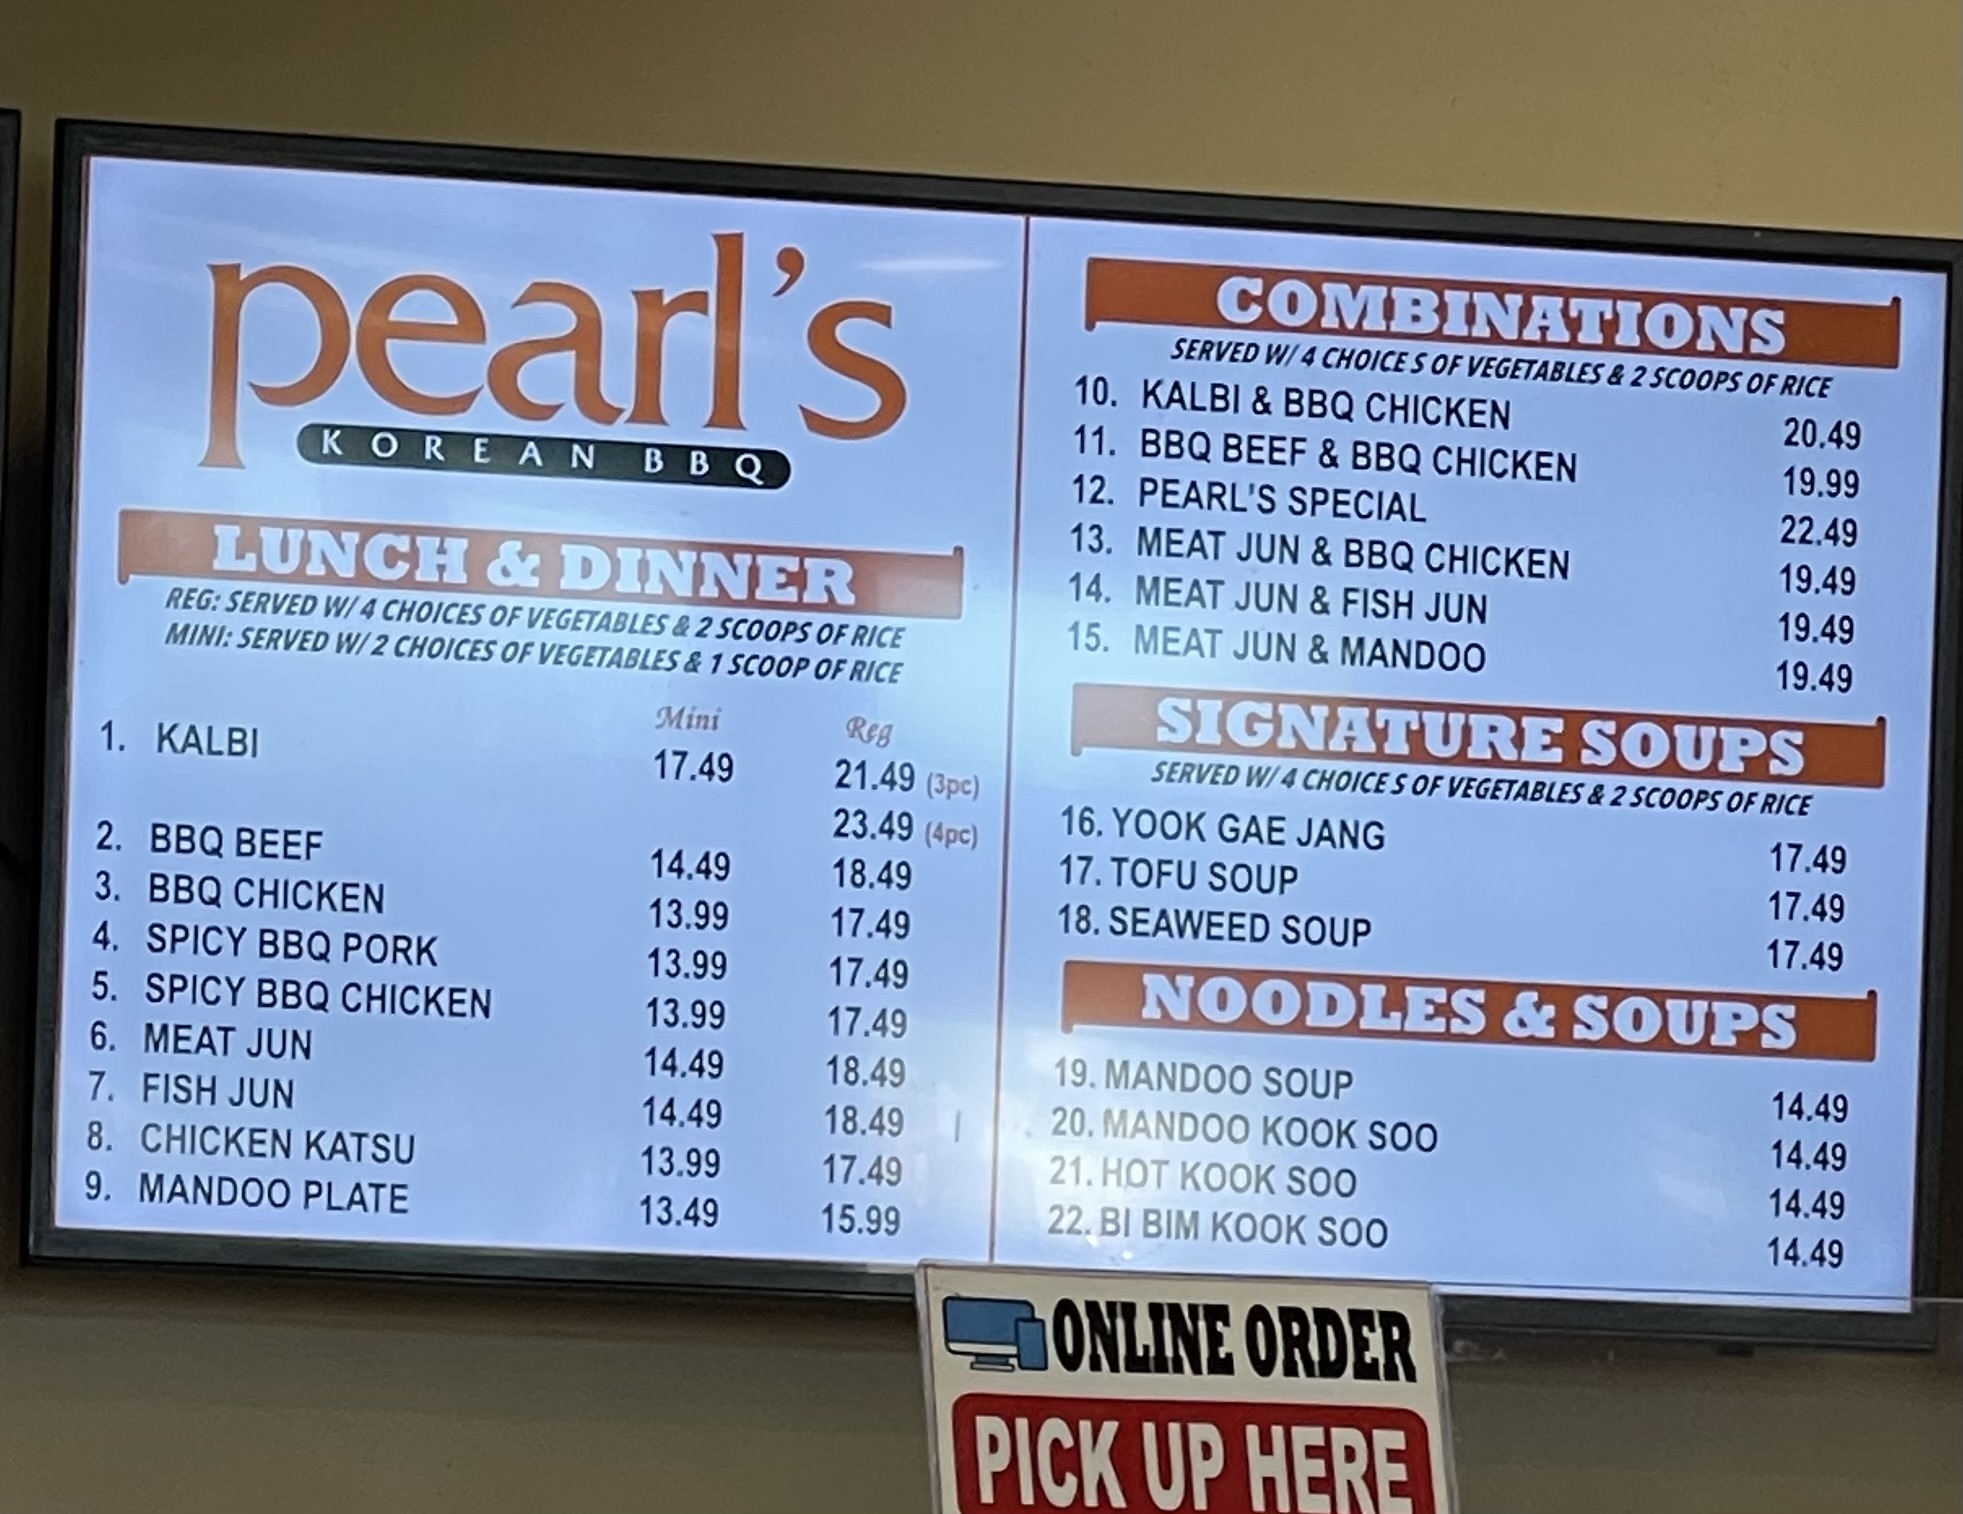 pearl's
KOREAN BBQ
LUNCH & DINNER
REG: SERVED W/ 4 CHOICES OF VEGETABLES & 2 SCOOPS OF RICE
MINI: SERVED W/ 2 CHOICES OF VEGETABLES & 1 SCOOP OF RICE
Mini Reg
1. KALBI 17.49 21.49 (3pc)
23.49 (4pc)
2. BBQ BEEF 14.49 18.49
3. BBQ CHICKEN 13.99 17.49
4. SPICY BBQ PORK 13.99 17.49
5. SPICY BBQ CHICKEN 13.99 17.49
6. MEAT JUN 14.49 18.49
7. FISH JUN 14.49 18.49
8. CHICKEN KATSU 13.99 17.49
9. MANDOO PLATE 13.49 15.99
COMBINATIONS
SERVED W/ 4 CHOICE S OF VEGETABLES & 2 SCOOPS OF RICE
10. KALBI & BBQ CHICKEN 20.49
11. BBQ BEEF & BBQ CHICKEN 19.99
12. PEARL'S SPECIAL 22.49
13. MEAT JUN & BBQ CHICKEN 19.49
14. MEAT JUN & FISH JUN 19.49
15. MEAT JUN & MANDOO 19.49
SIGNATURE SOUPS
SERVED W/ 4 CHOICE S OF VEGETABLES & 2 SCOOPS OF RICE
16. YOOK GAE JANG 17.49
17. TOFU SOUP 17.49
18. SEAWEED SOUP 17.49
NOODLES & SOUPS
19. MANDOO SOUP 14.49
20. MANDOO KOOK SOO 14.49
21. HOT KOOK SOO 14.49
22. BI BIM KOOK SOO 14.49
ONLINE ORDER
PICK UP HERE